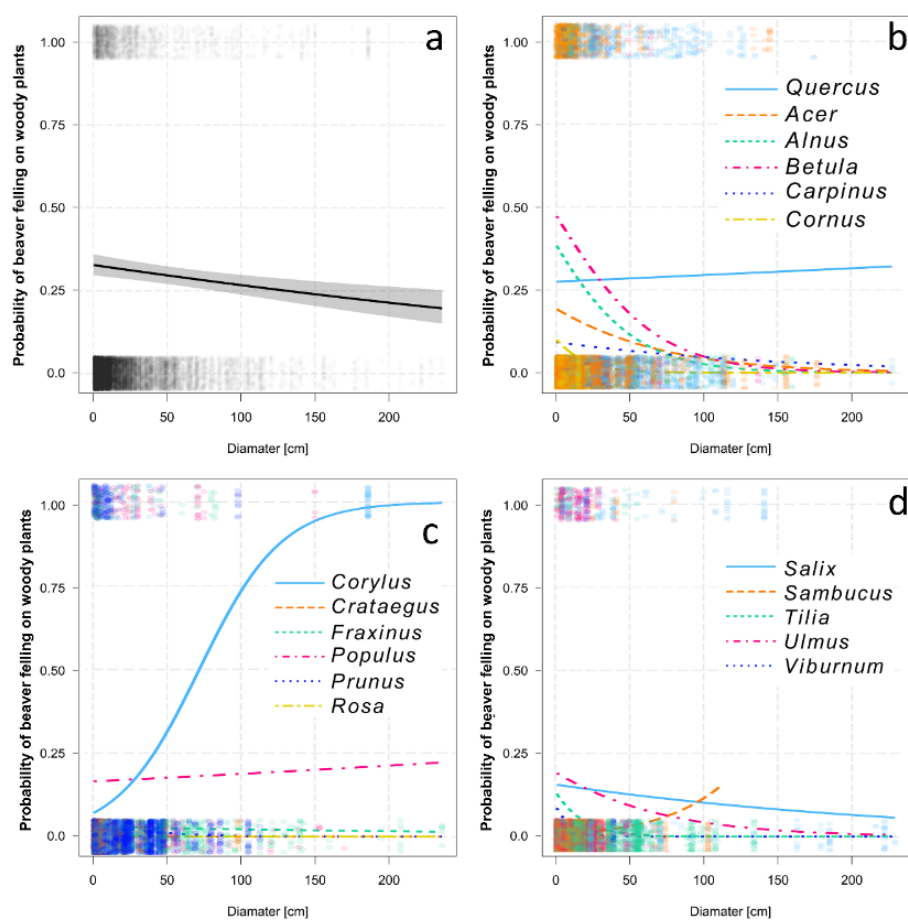 a
1.00
0.75
0.50
0.25
0.0
Probability of beaver felling on woody plants
0
50
100
150
200
Diamater [cm]
b
1.00
0.75
0.50
0.25
0.0
Probability of beaver felling on woody plants
Quercus
Acer
Alnus
Betula
Carpinus
Cornus
0
50
100
150
200
Diamater [cm]
c
1.00
0.75
0.50
0.25
0.0
Probability of beaver felling on woody plants
Corylus
Crataegus
Fraxinus
Populus
Prunus
Rosa
0
50
100
150
200
Diamater [cm]
d
1.00
0.75
0.50
0.25
0.0
Probability of beaver felling on woody plants
Salix
Sambucus
Tilia
Ulmus
Viburnum
0
50
100
150
200
Diamater [cm]